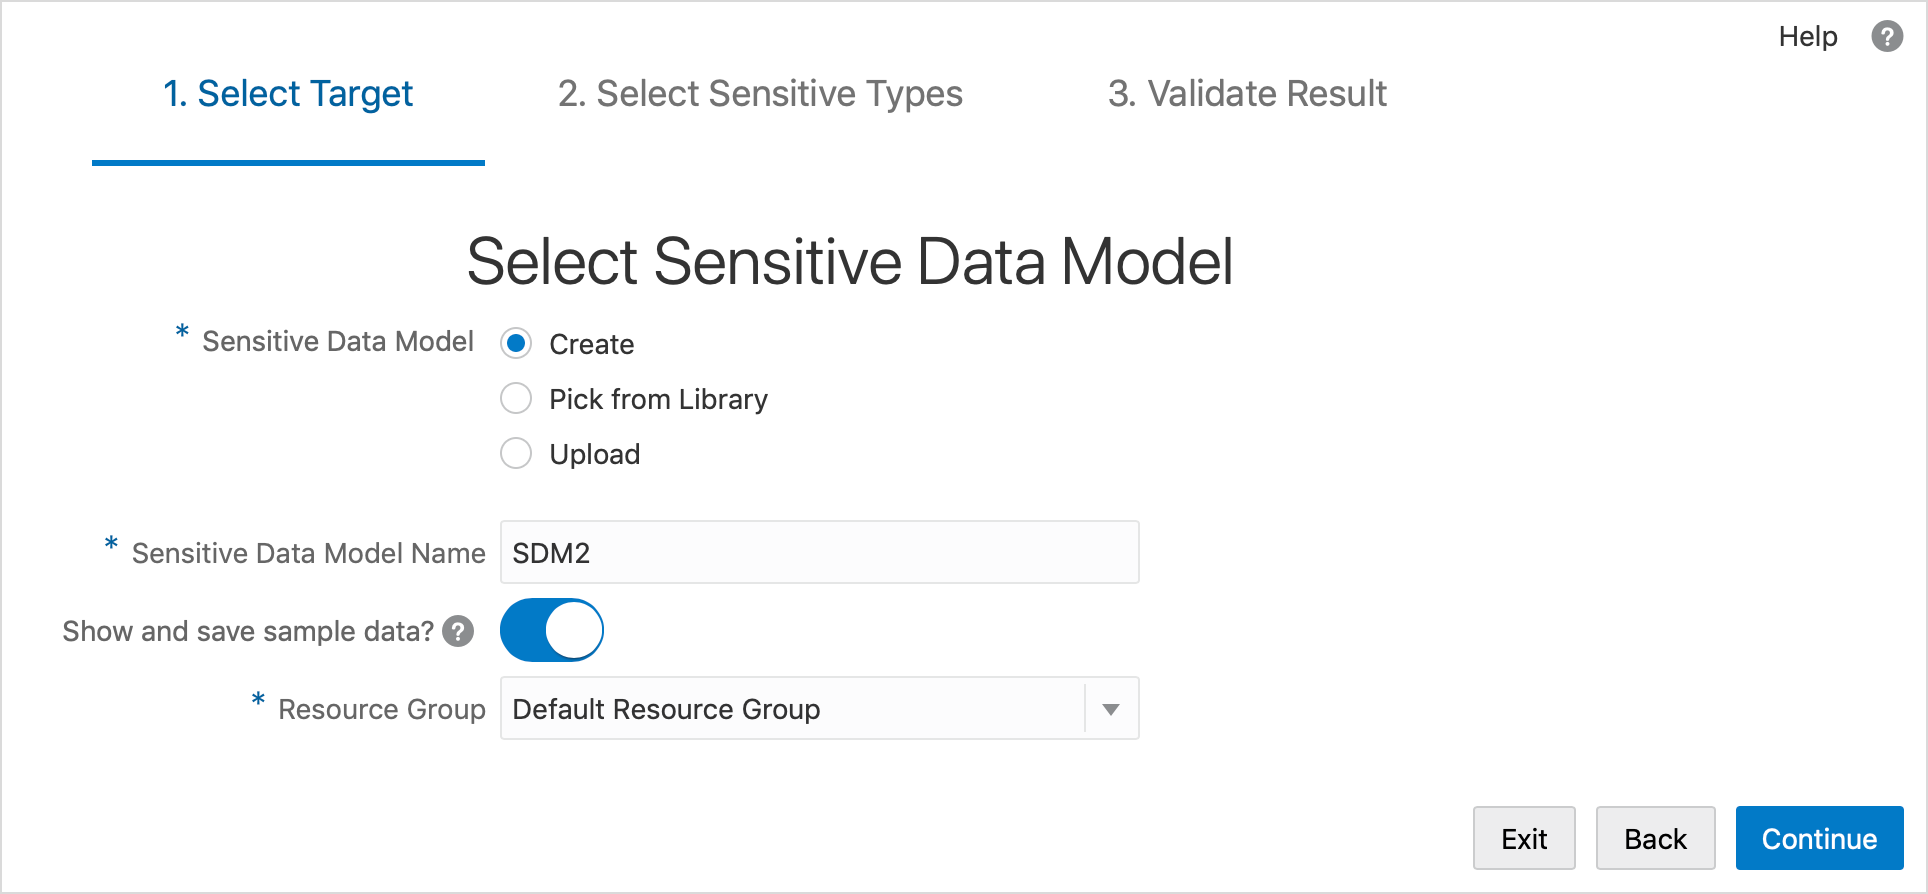 Help ?
1. Select Target 2. Select Sensitive Types 3. Validate Result
Select Sensitive Data Model
* Sensitive Data Model Create
Pick from Library
Upload
* Sensitive Data Model Name SDM2
Show and save sample data? ?
* Resource Group Default Resource Group
Exit Back Continue